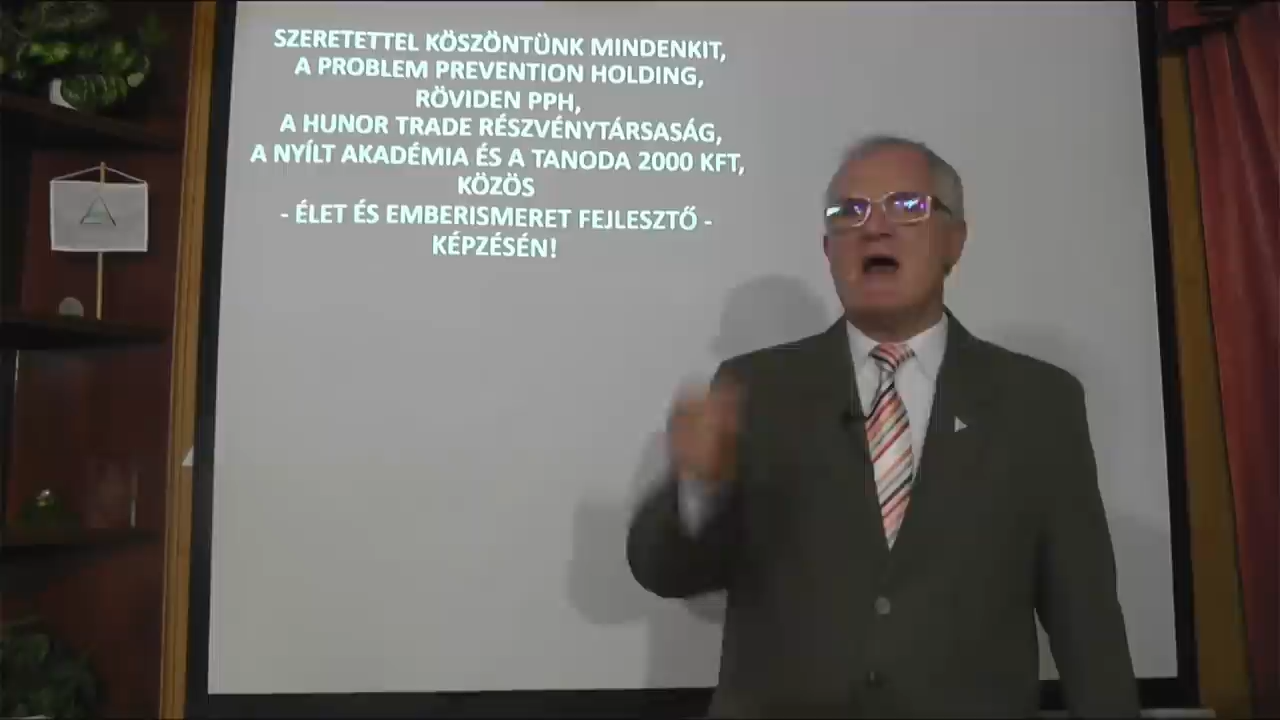 SZERETETTEL KÖSZÖNTÜNK MINDENKIT,
A PROBLEM PREVENTION HOLDING,
RÖVIDEN PPH,
A HUNOR TRADE RÉSZVÉNYTÁRSASÁG,
A NYÍLT AKADÉMIA ÉS A TANODA 2000 KFT,
KÖZÖS
- ÉLET ÉS EMBERISMERET FEJLESZTŐ -
KÉPZÉSÉN!